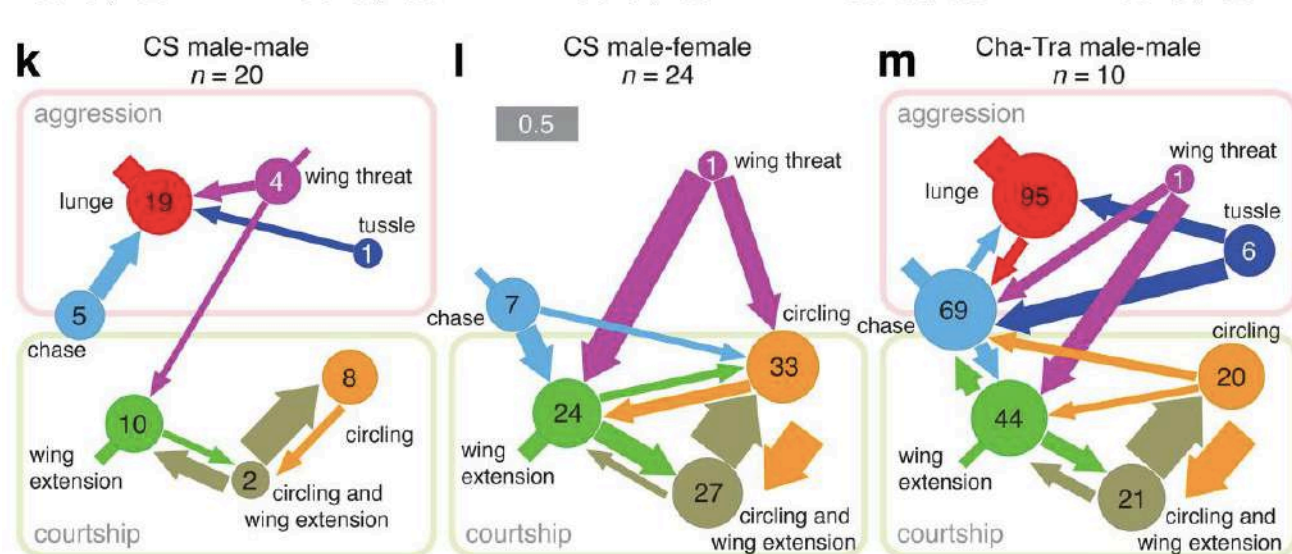 k
CS male-male
n = 20
aggression
lunge
19
4
wing threat
tussle
1
5
chase
8
10
circling
wing
extension
2
circling and
wing extension
courtship
l
CS male-female
n = 24
0.5
1
wing threat
7
chase
circling
33
24
wing
extension
27
circling and
wing extension
courtship
m
Cha-Tra male-male
n = 10
aggression
wing threat
1
lunge
95
tussle
6
69
chase
circling
20
44
wing
extension
21
circling and
wing extension
courtship